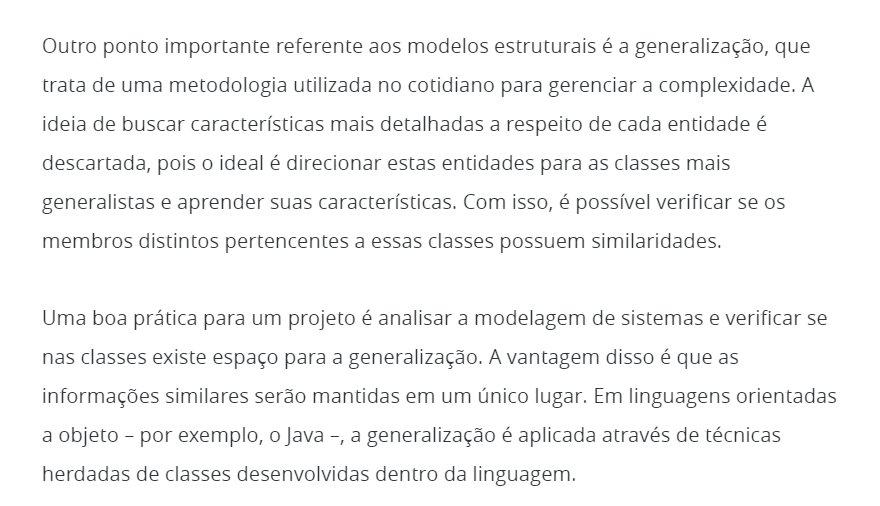 Outro ponto importante referente aos modelos estruturais é a generalização, que
trata de uma metodologia utilizada no cotidiano para gerenciar a complexidade. A
ideia de buscar características mais detalhadas a respeito de cada entidade é
descartada, pois o ideal é direcionar estas entidades para as classes mais
generalistas e aprender suas características. Com isso, é possível verificar se os
membros distintos pertencentes a essas classes possuem similaridades.
Uma boa prática para um projeto é analisar a modelagem de sistemas e verificar se
nas classes existe espaço para a generalização. A vantagem disso é que as
informações similares serão mantidas em um único lugar. Em linguagens orientadas
a objeto – por exemplo, o Java –, a generalização é aplicada através de técnicas
herdadas de classes desenvolvidas dentro da linguagem.